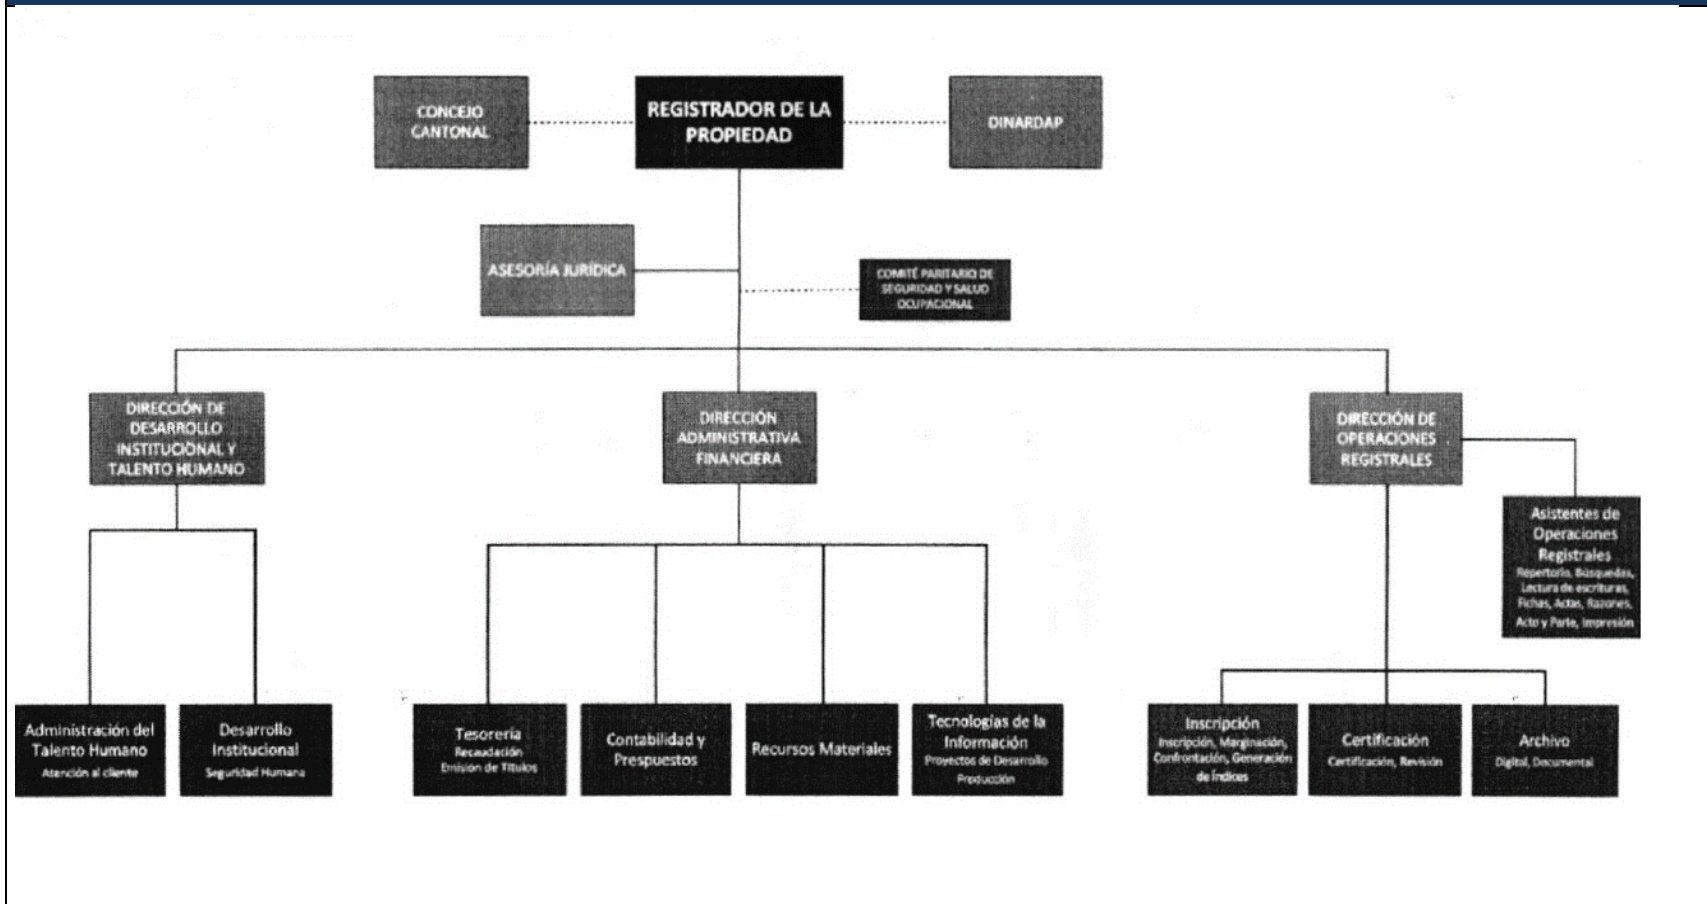 CONCEJO
CANTONAL
REGISTRADOR DE LA
PROPIEDAD
DINARDAP
ASESORÍA JURÍDICA
COMITÉ PARITARIO DE
SEGURIDAD Y SALUD
OCUPACIONAL
DIRECCIÓN DE
DESARROLLO
INSTITUCIONAL Y
TALENTO HUMANO
DIRECCIÓN
ADMINISTRATIVA
FINANCIERA
DIRECCIÓN DE
OPERACIONES
REGISTRALES
Asistentes de
Operaciones
Registrales
Repertorio, Búsquedas,
Lectura de escrituras,
Fichas, Actas, Razones,
Acto y Parte, Impresión
Administración del
Talento Humano
Atención al cliente
Desarrollo
Institucional
Seguridad Humana
Tesorería
Recaudación
Emisión de Títulos
Contabilidad y
Prespuestos
Recursos Materiales
Tecnologías de la
Información
Proyectos de Desarrollo
Producción
Inscripción
Inscripción, Marginación,
Confrontación, Generación
de Índices
Certificación
Certificación, Revisión
Archivo
Digital, Documental